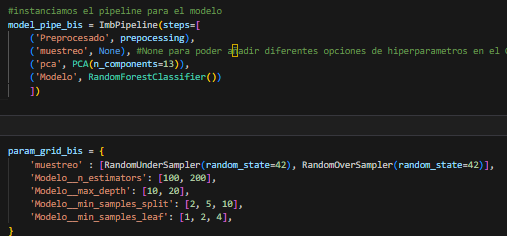 #instanciamos el pipeline para el modelo
model_pipe_bis = ImbPipeline(steps=[
('Preprocesado', prepocessing),
('muestreo', None), #None para poder añadir diferentes opciones de hiperparametros en el
('pca', PCA(n_components=13)),
('Modelo', RandomForestClassifier())
])
param_grid_bis = {
'muestreo' : [RandomUnderSampler(random_state=42), RandomOverSampler(random_state=42)],
'Modelo__n_estimators': [100, 200],
'Modelo__max_depth': [10, 20],
'Modelo__min_samples_split': [2, 5, 10],
'Modelo__min_samples_leaf': [1, 2, 4],
}